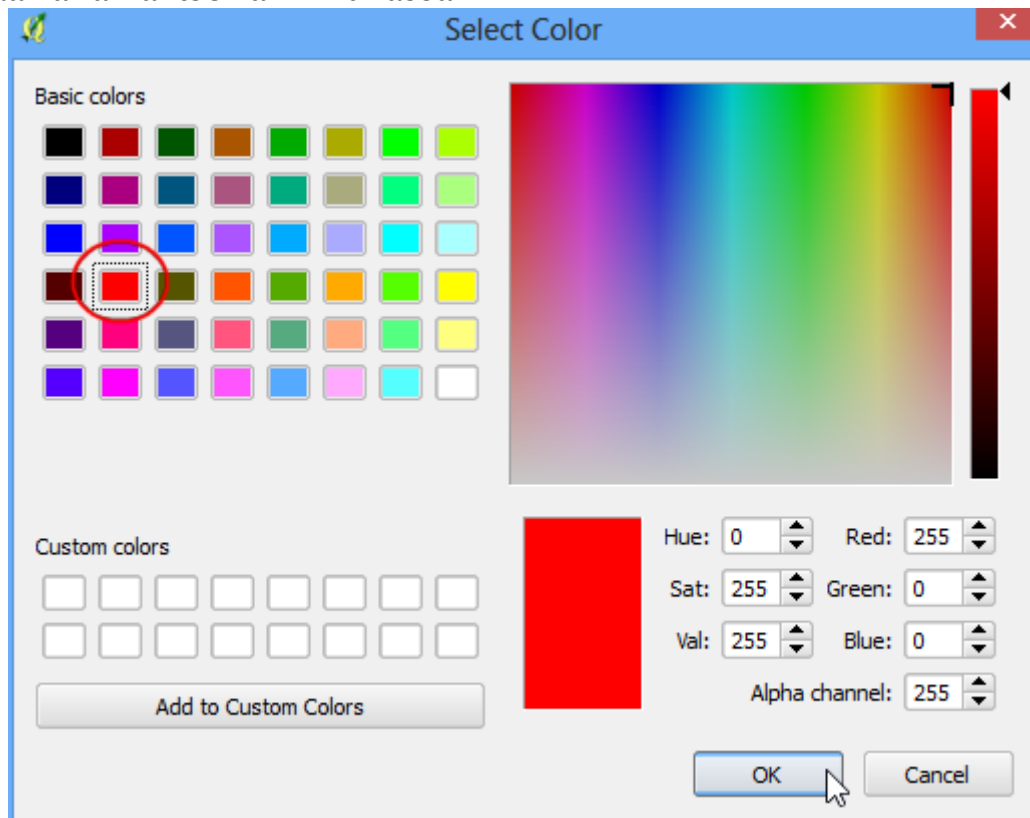 Select Color
Basic colors
Custom colors
Add to Custom Colors
Hue: 0 Red: 255
Sat: 255 Green: 0
Val: 255 Blue: 0
Alpha channel: 255
OK Cancel